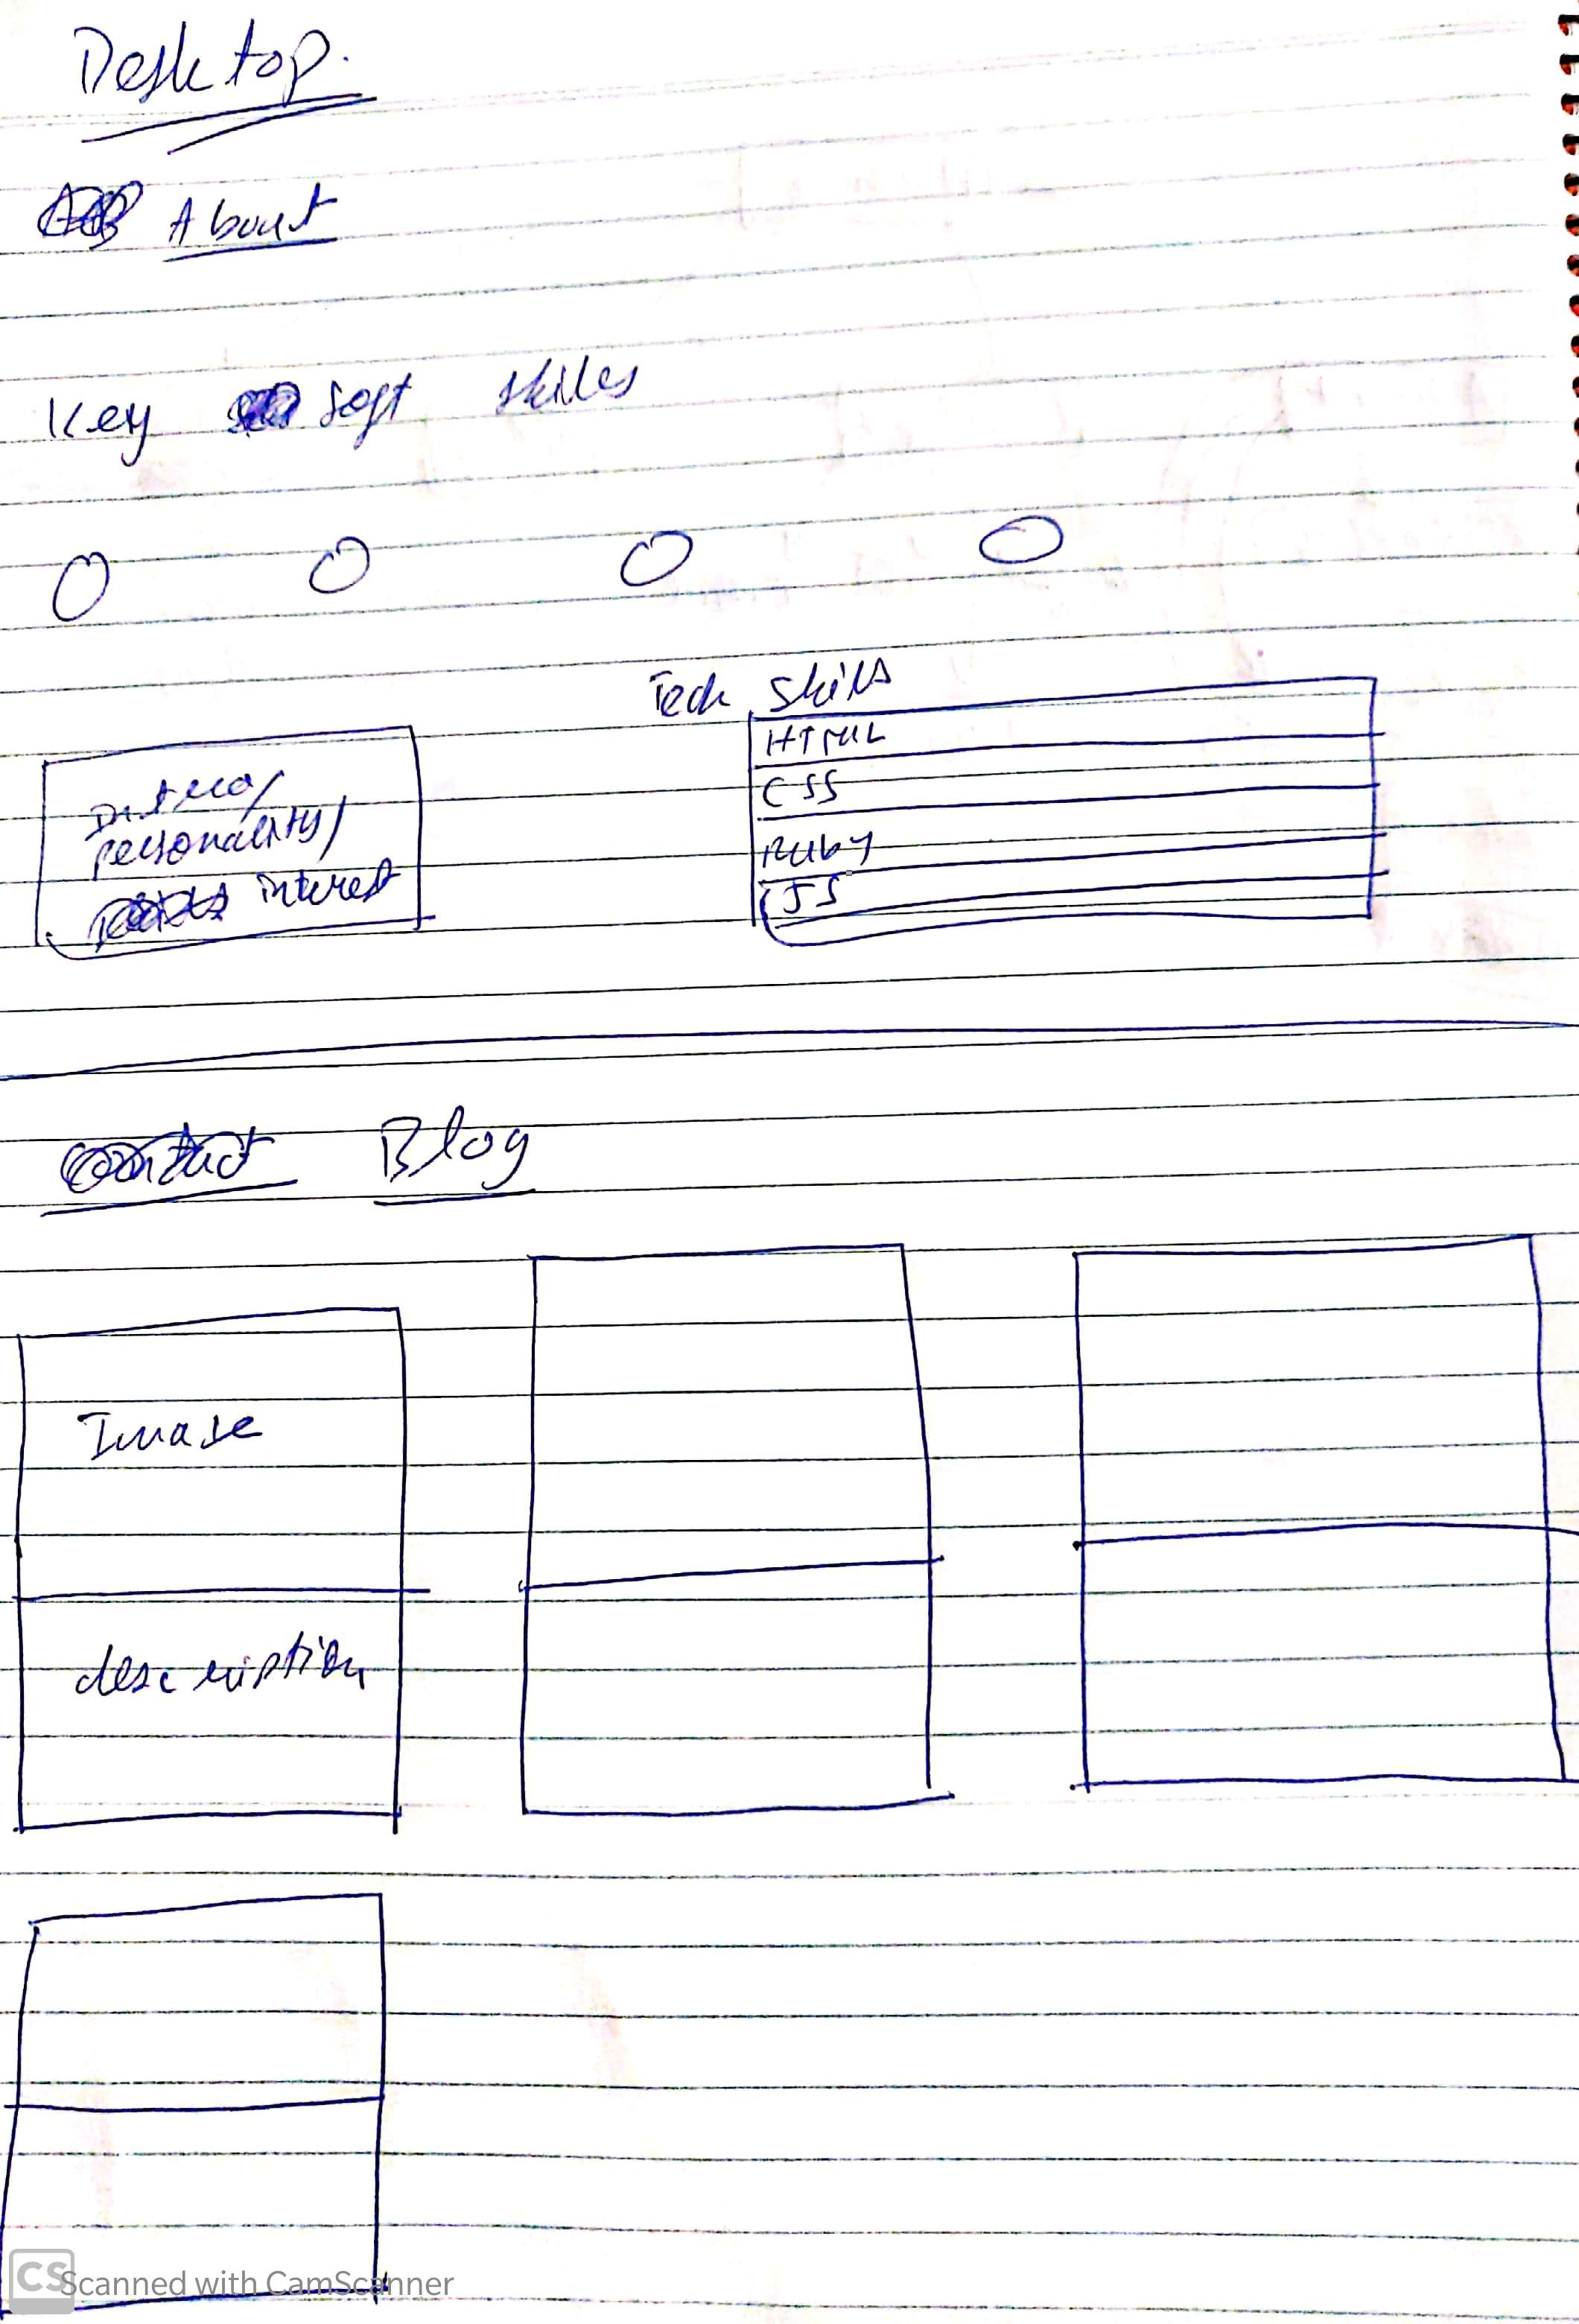 Desktop.
About
Key soft skills
Tech skills
HTML
CSS
Ruby
JS
Intro/
personality/
interest
Blog
Image
description
CS Scanned with CamScanner